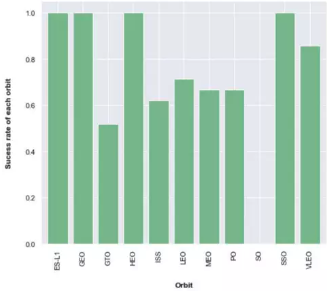 Sucess rate of each orbit
1.0
0.8
0.6
0.4
0.2
0.0
ES-L1
GEO
GTO
HEO
ISS
LEO
MEO
PO
SO
SSO
VLEO
Orbit